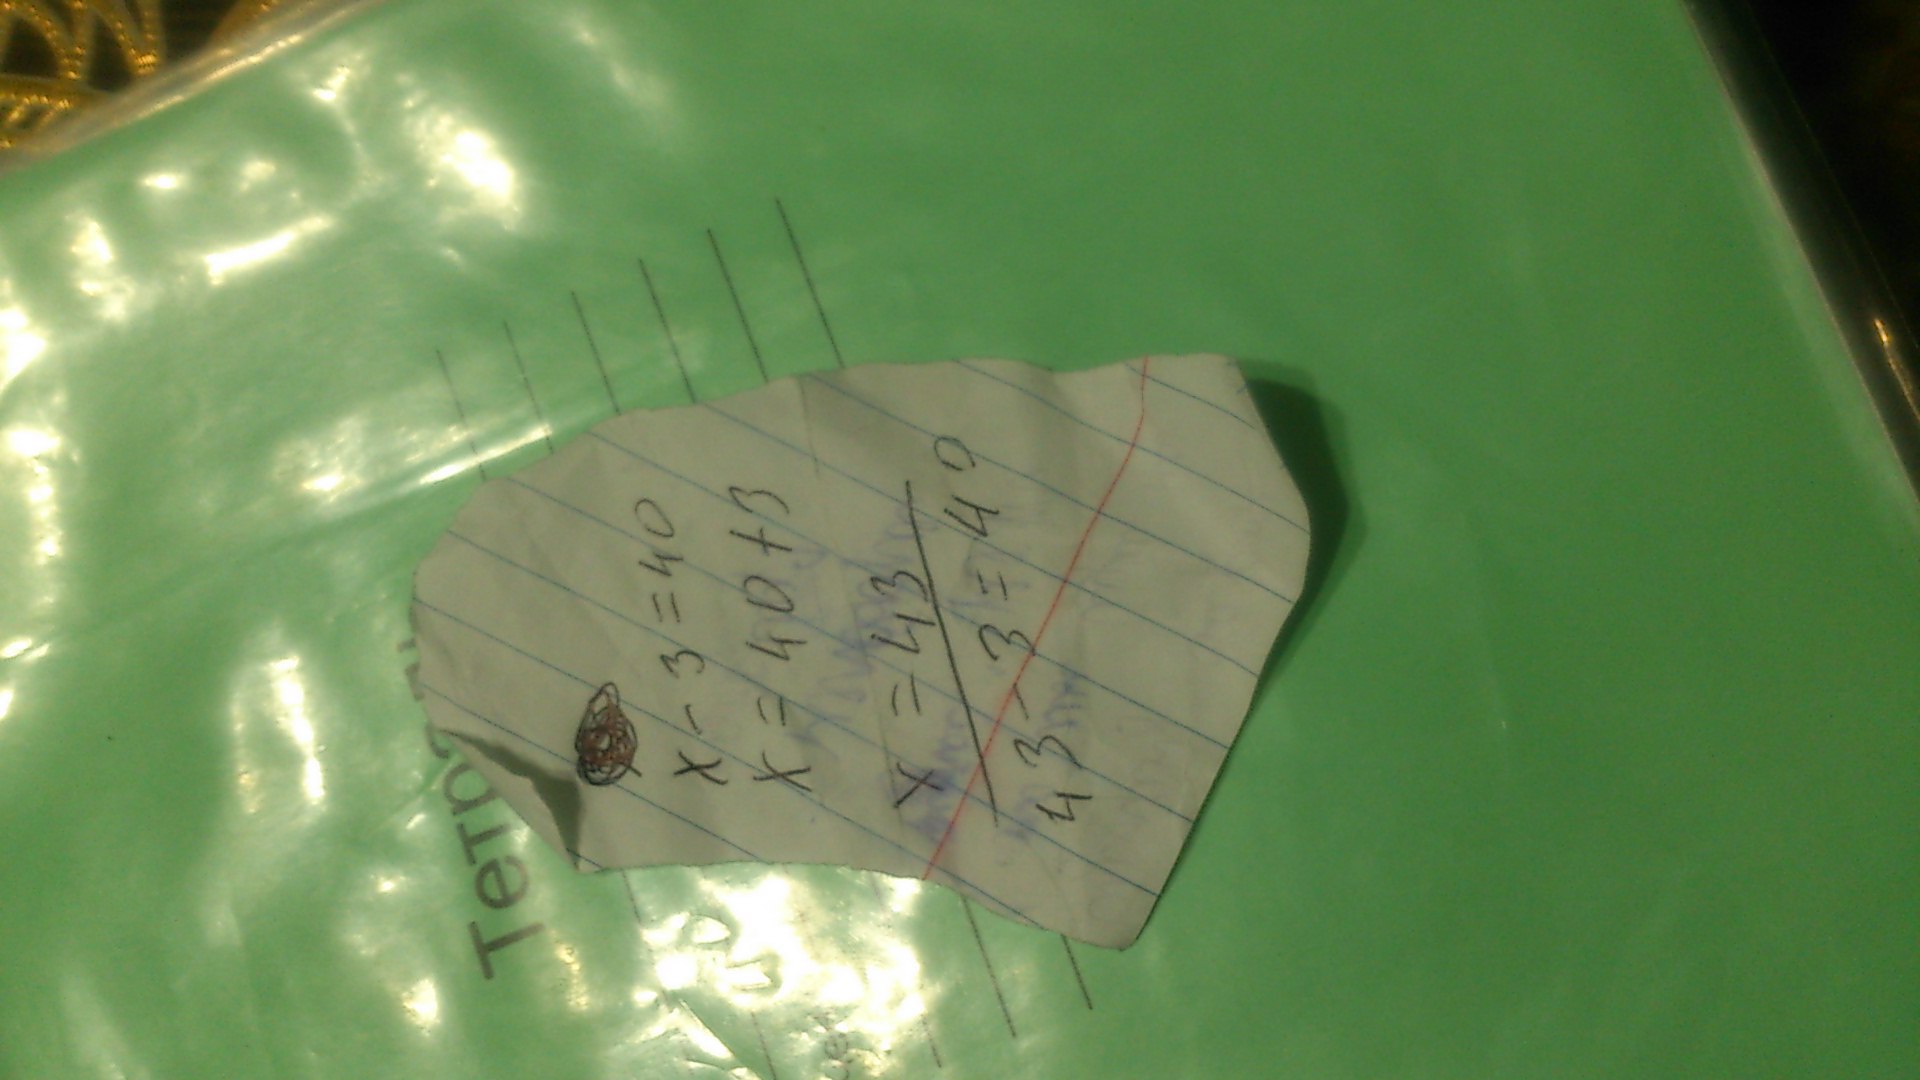 x - 3 = 40
x = 40 + 3
x = 43
43 - 3 = 40